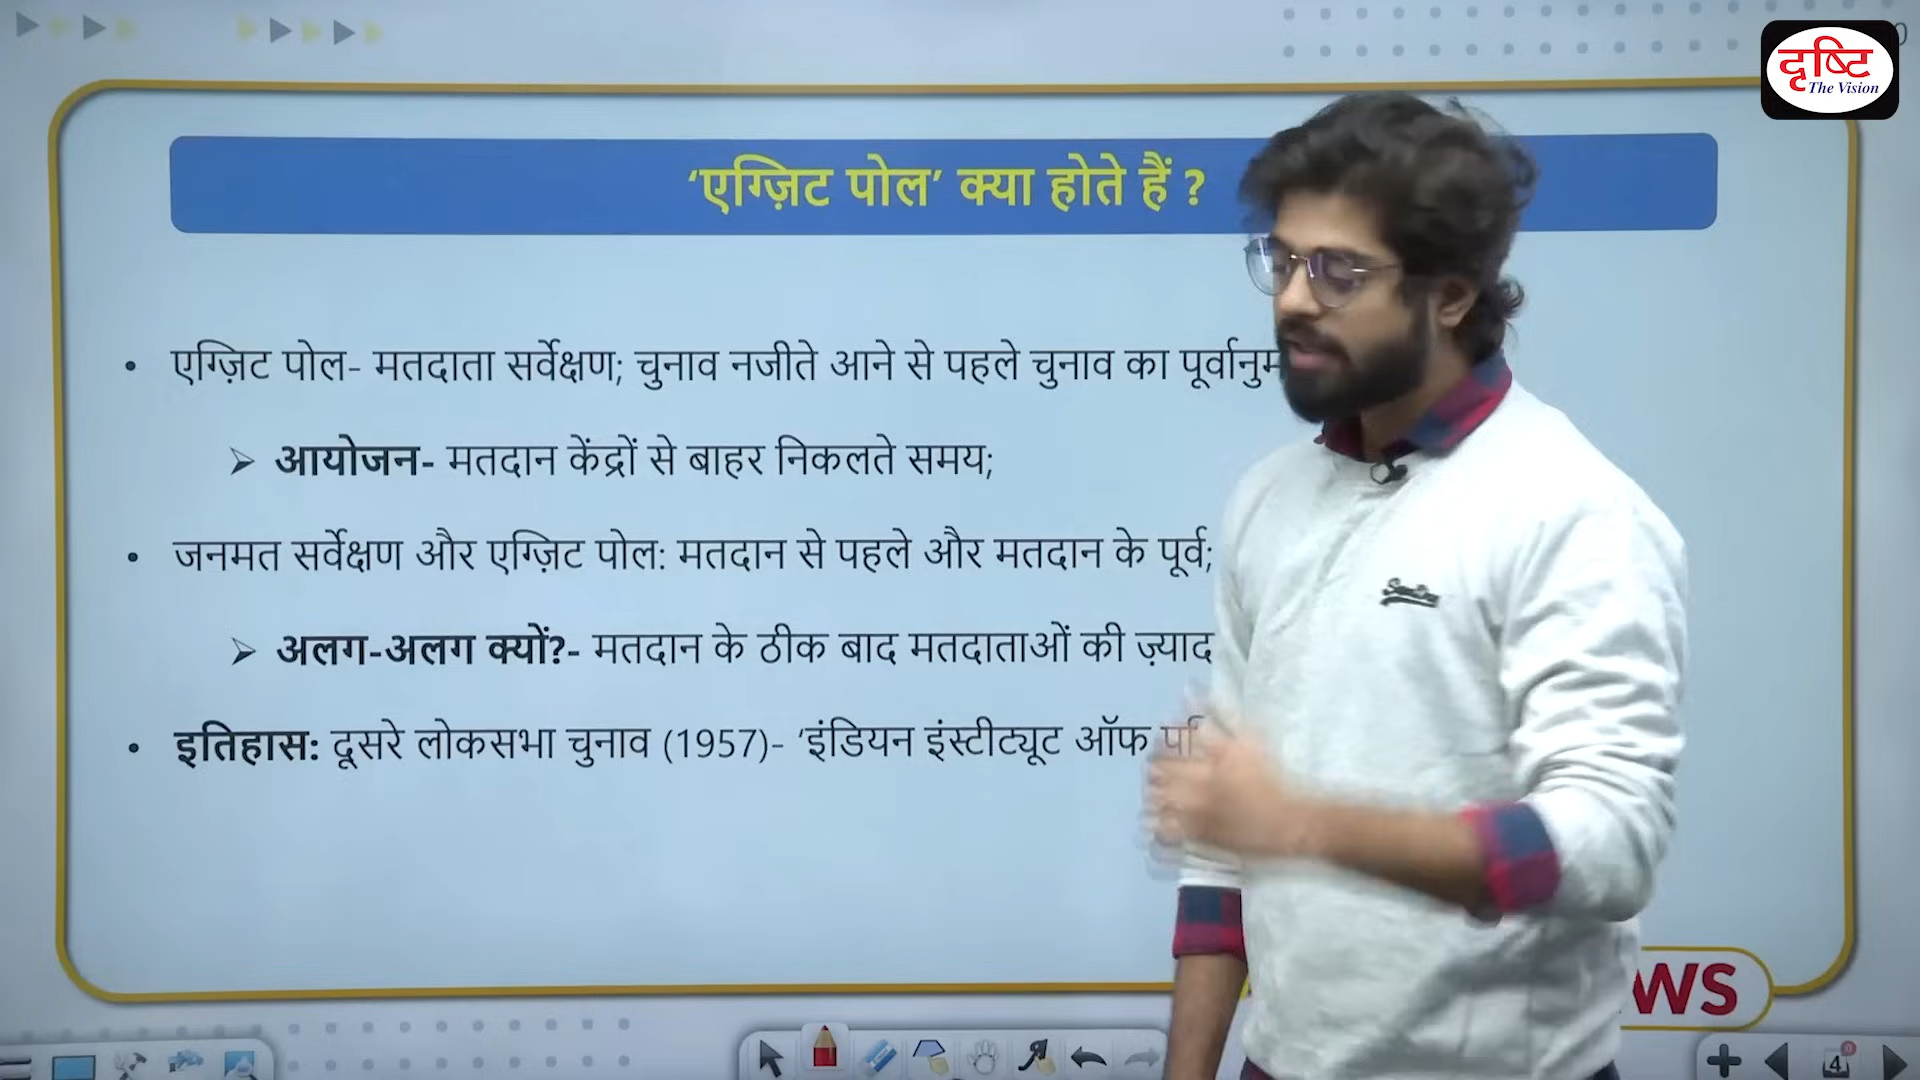 दृष्टि
The Vision
‘एग्ज़िट पोल’ क्या होते हैं ?
• एग्ज़िट पोल- मतदाता सर्वेक्षण; चुनाव नजीते आने से पहले चुनाव का
➢ आयोजन- मतदान केंद्रों से बाहर निकलते समय;
• जनमत सर्वेक्षण और एग्ज़िट पोल: मतदान से पहले और मतदान के पूर्व;
➢ अलग-अलग क्यों?- मतदान के ठीक बाद मतदाताओं की
• इतिहास: दूसरे लोकसभा चुनाव (1957)- ‘इंडियन इंस्टीट्यूट ऑफ
4